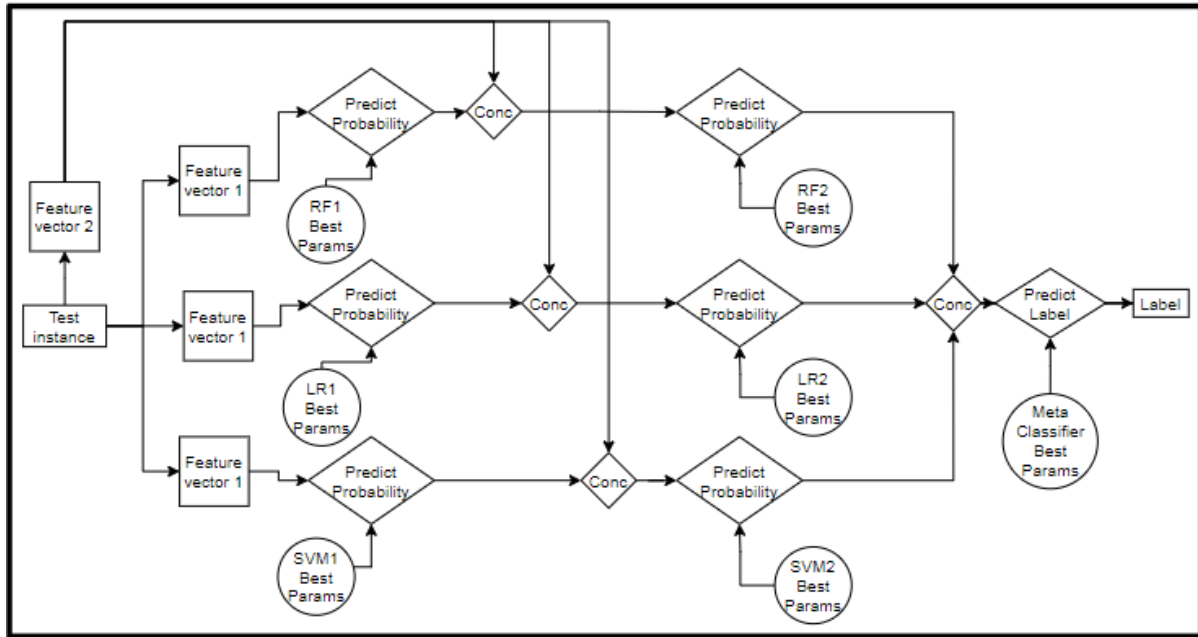 Predict
Probability
Conc
Predict
Probability
Feature
vector 1
Feature
vector 2
RF1
Best
Params
RF2
Best
Params
Test
instance
Feature
vector 1
Predict
Probability
Conc
Predict
Probability
Conc
Predict
Label
Label
LR1
Best
Params
LR2
Best
Params
Meta
Classifier
Best
Params
Feature
vector 1
Predict
Probability
Conc
Predict
Probability
SVM1
Best
Params
SVM2
Best
Params